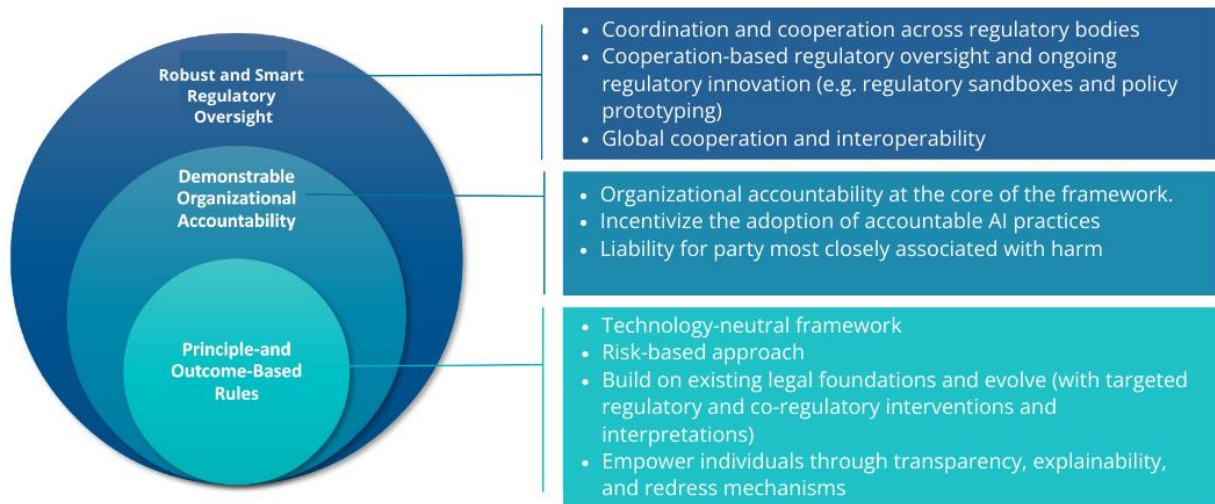 Robust and Smart
Regulatory
Oversight
• Coordination and cooperation across regulatory bodies
• Cooperation-based regulatory oversight and ongoing
regulatory innovation (e.g. regulatory sandboxes and policy
prototyping)
• Global cooperation and interoperability
Demonstrable
Organizational
Accountability
• Organizational accountability at the core of the framework.
• Incentivize the adoption of accountable AI practices
• Liability for party most closely associated with harm
Principle-and
Outcome-Based
Rules
• Technology-neutral framework
• Risk-based approach
• Build on existing legal foundations and evolve (with targeted
regulatory and co-regulatory interventions and
interpretations)
• Empower individuals through transparency, explainability,
and redress mechanisms